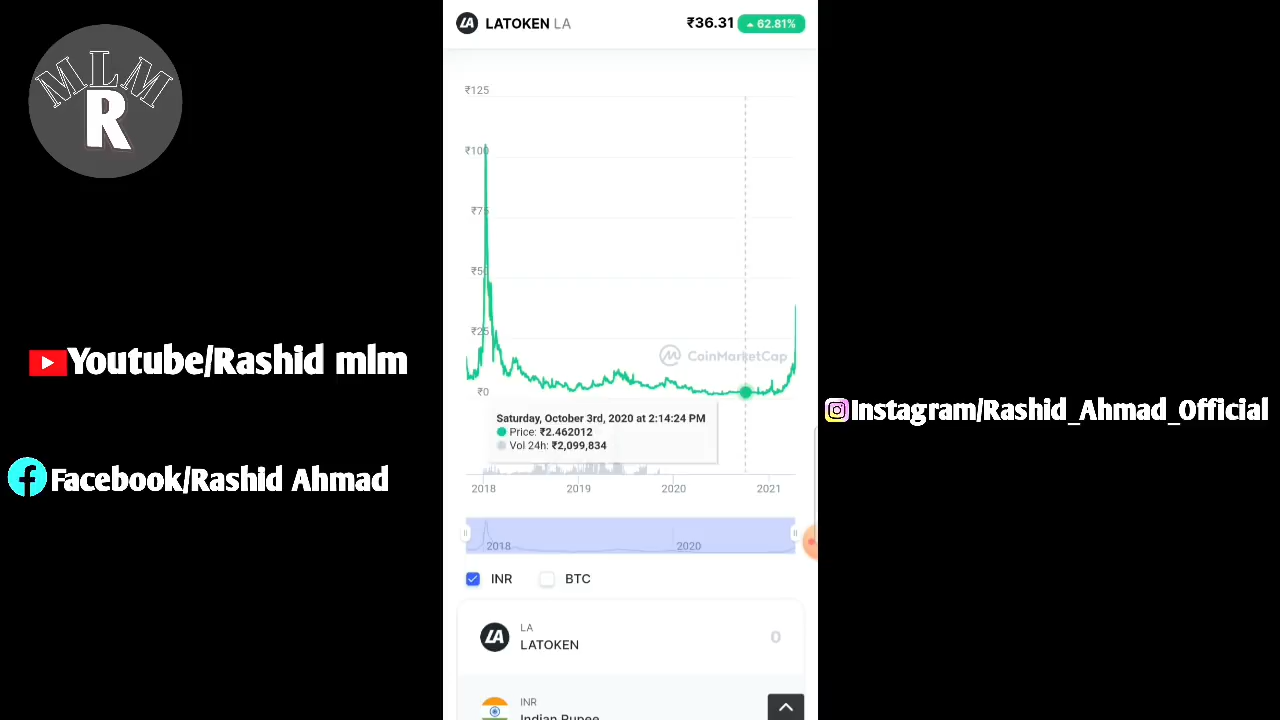 MLM
R
Youtube/Rashid mlm
Facebook/Rashid Ahmad
LATOKEN LA
₹36.31 62.81%
₹125
₹100
₹75
₹50
₹25
₹0
CoinMarketCap
Saturday, October 3rd, 2020 at 2:14:24 PM
Price: ₹2.462012
Vol 24h: ₹2,099,834
2018 2019 2020 2021
2018 2020
INR BTC
LA
LATOKEN
0
INR
Indian Rupee
Instagram/Rashid_Ahmad_Official